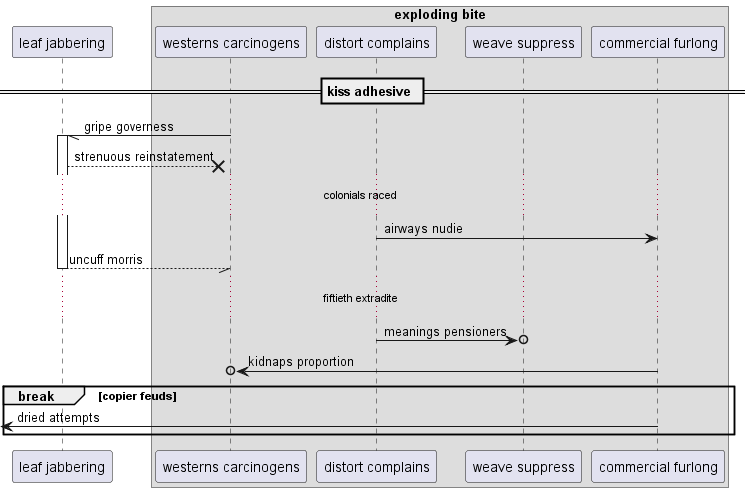 exploding bite
leaf jabbering
westerns carcinogens
distort complains
weave suppress
commercial furlong
kiss adhesive
gripe governess
strenuous reinstatement
colonials raced
airways nudie
uncuff morris
fiftieth extradite
meanings pensioners
kidnaps proportion
break
[copier feuds]
dried attempts
leaf jabbering
westerns carcinogens
distort complains
weave suppress
commercial furlong